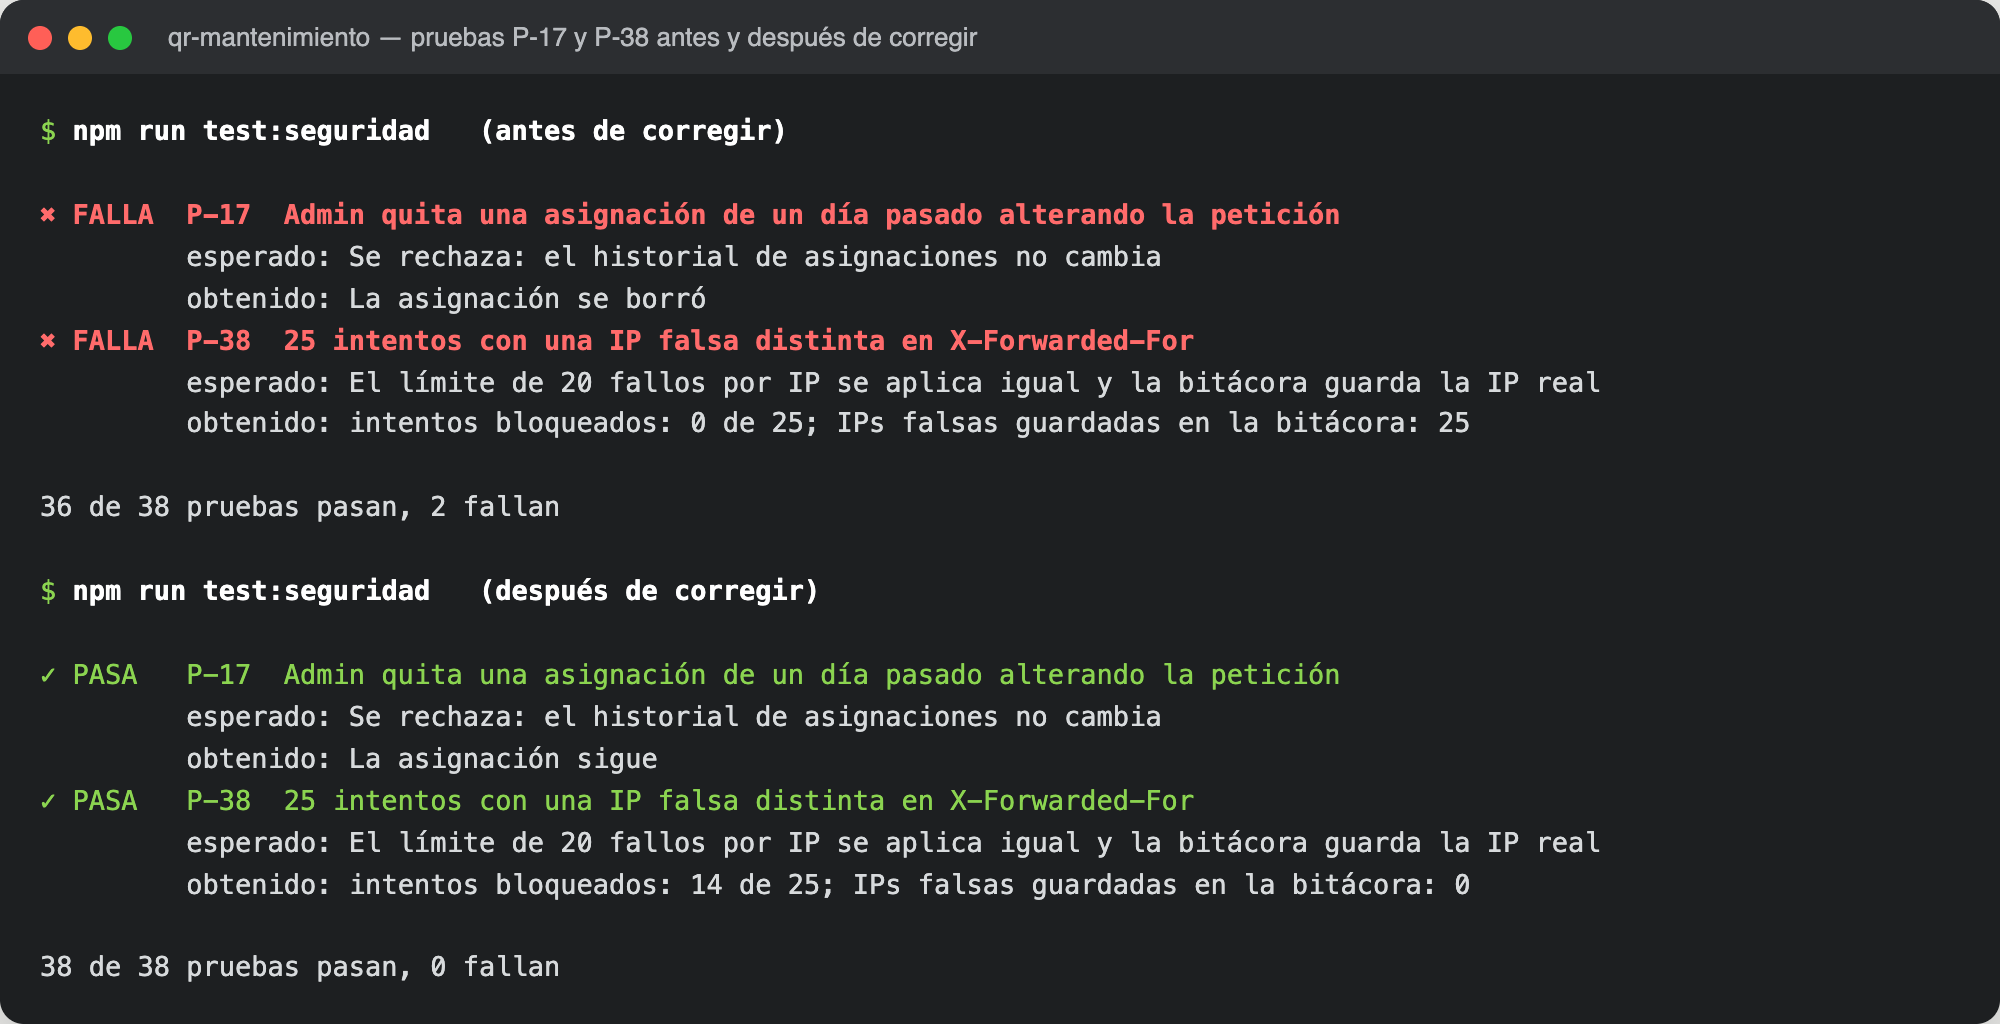 qr-mantenimiento — pruebas P-17 y P-38 antes y después de corregir
$ npm run test:seguridad   (antes de corregir)
✖ FALLA  P-17  Admin quita una asignación de un día pasado alterando la petición
esperado: Se rechaza: el historial de asignaciones no cambia
obtenido: La asignación se borró
✖ FALLA  P-38  25 intentos con una IP falsa distinta en X-Forwarded-For
esperado: El límite de 20 fallos por IP se aplica igual y la bitácora guarda la IP real
obtenido: intentos bloqueados: 0 de 25; IPs falsas guardadas en la bitácora: 25
36 de 38 pruebas pasan, 2 fallan
$ npm run test:seguridad   (después de corregir)
✓ PASA   P-17  Admin quita una asignación de un día pasado alterando la petición
esperado: Se rechaza: el historial de asignaciones no cambia
obtenido: La asignación sigue
✓ PASA   P-38  25 intentos con una IP falsa distinta en X-Forwarded-For
esperado: El límite de 20 fallos por IP se aplica igual y la bitácora guarda la IP real
obtenido: intentos bloqueados: 14 de 25; IPs falsas guardadas en la bitácora: 0
38 de 38 pruebas pasan, 0 fallan